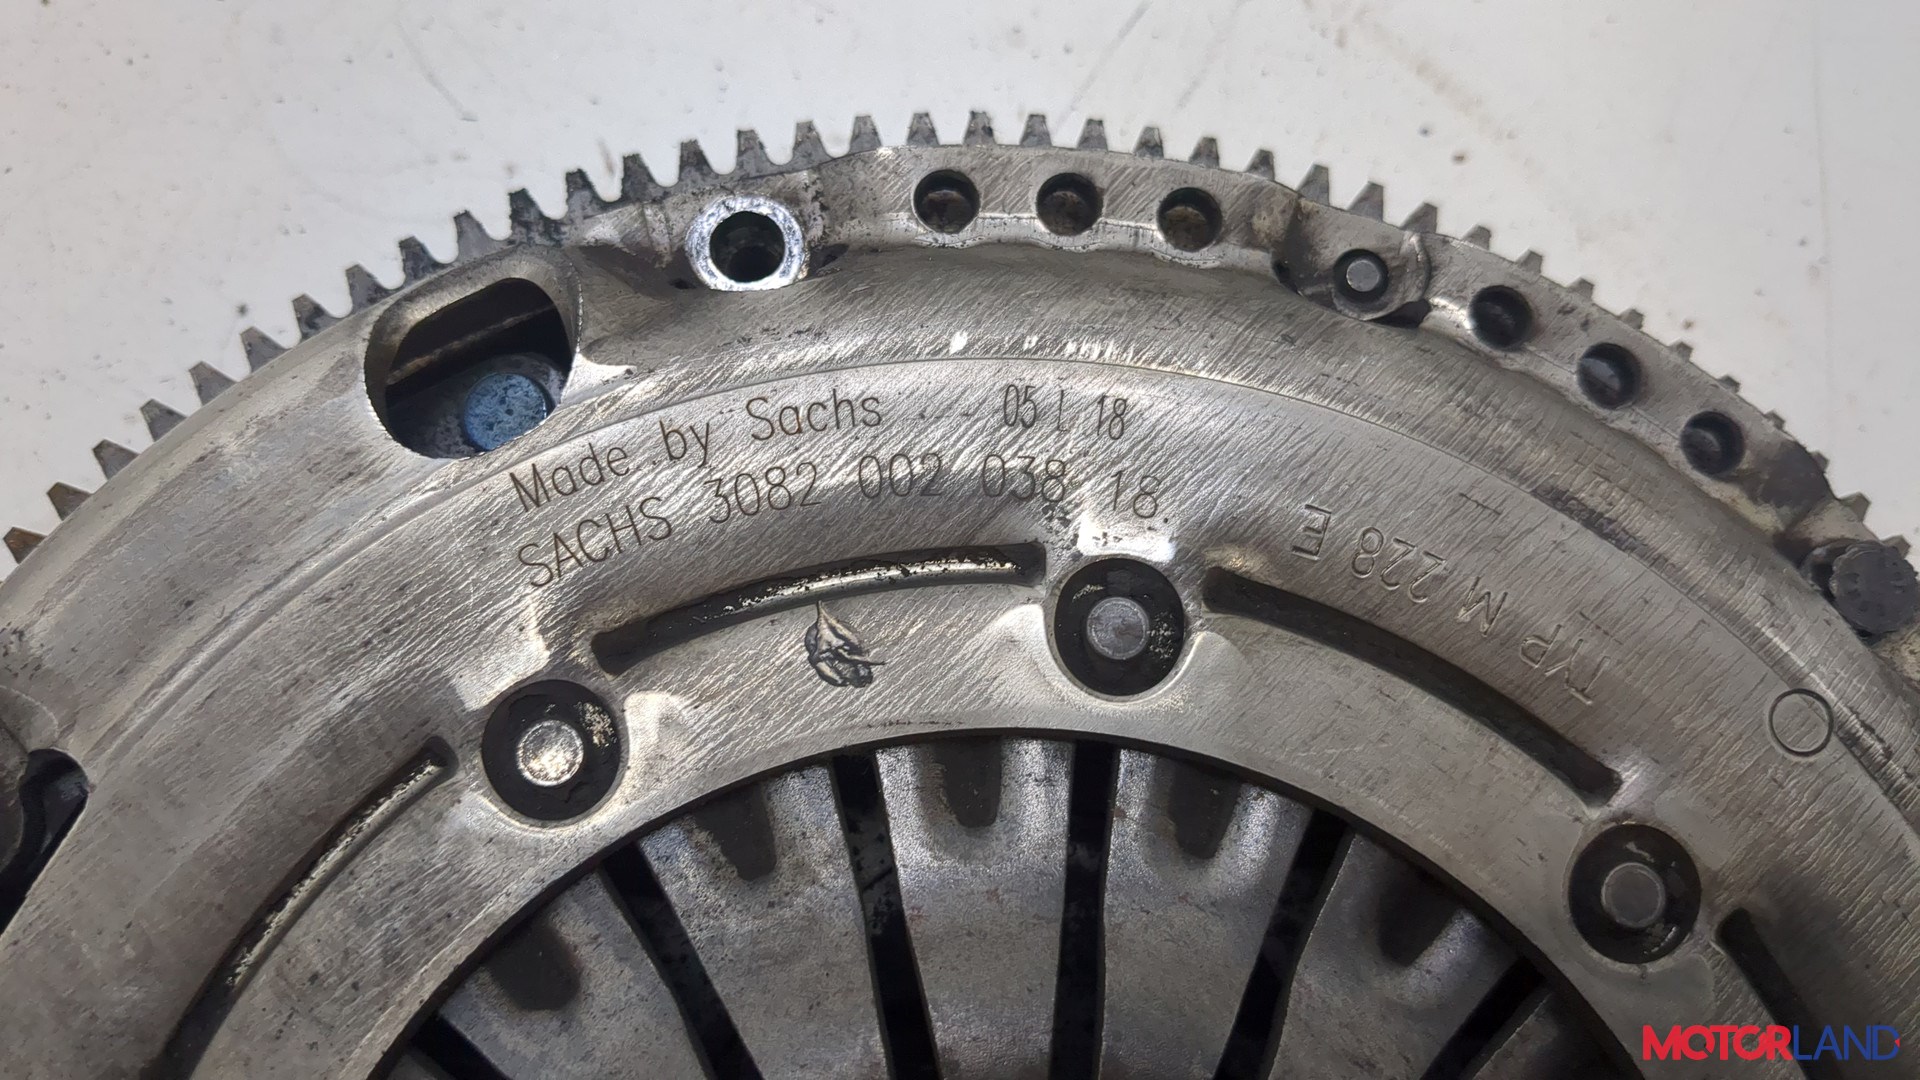 Made by Sachs 05 L 18
SACHS 3082 002 038 18
TYP M 228 E
MOTORLAND